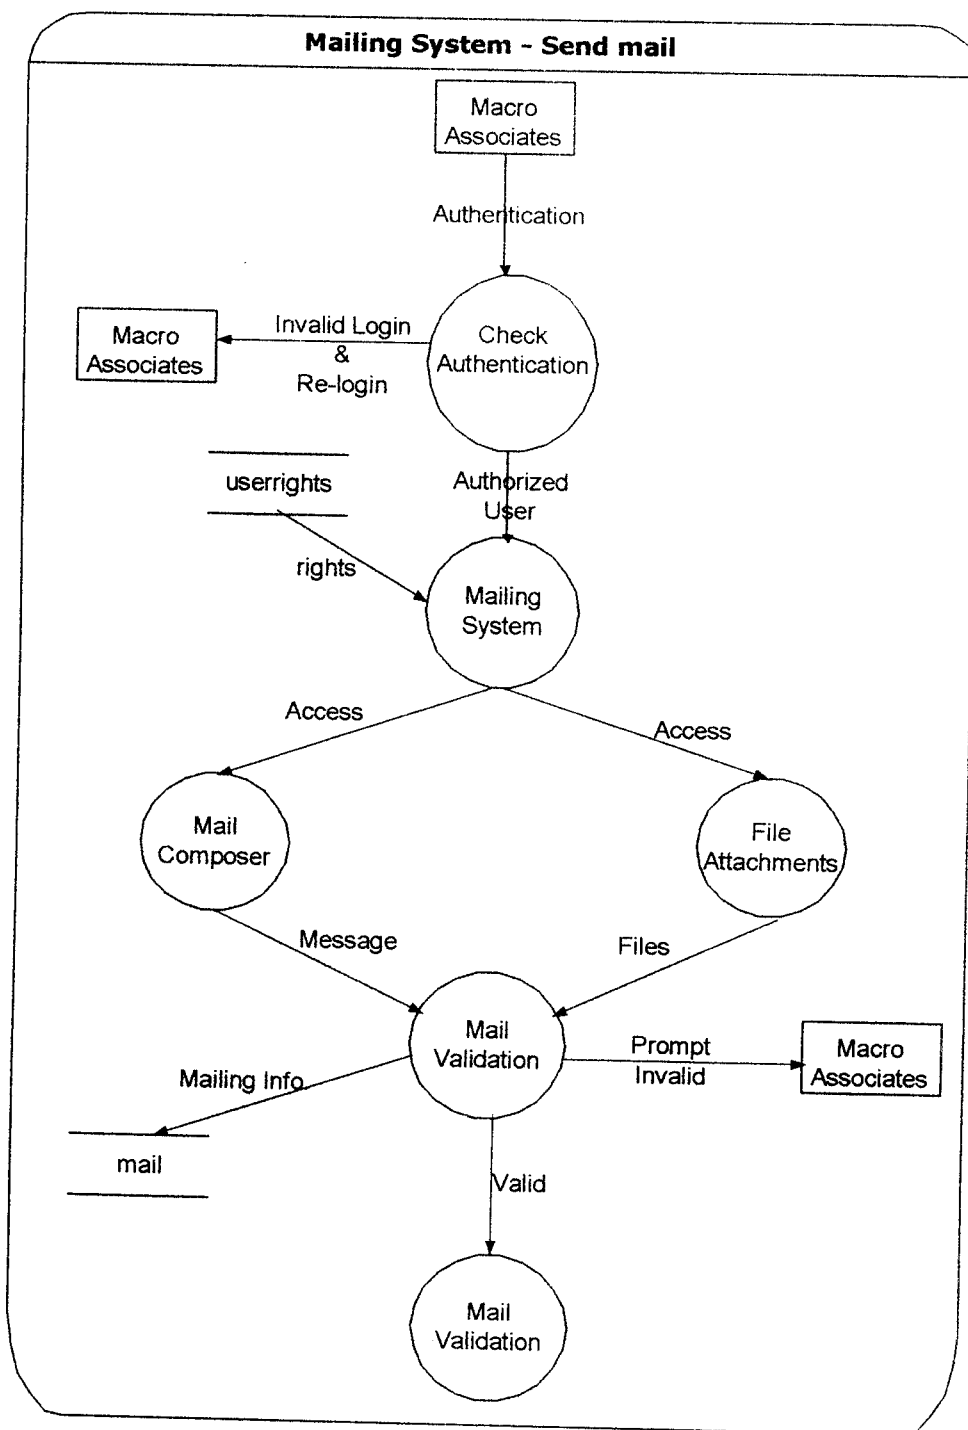 Mailing System - Send mail
Macro
Associates
Authentication
Check
Authentication
Invalid Login
&
Re-login
Macro
Associates
userrights
Authorized
User
rights
Mailing
System
Access
Access
Mail
Composer
File
Attachments
Message
Files
Mail
Validation
Prompt
Invalid
Macro
Associates
Mailing Info.
mail
Valid
Mail
Validation